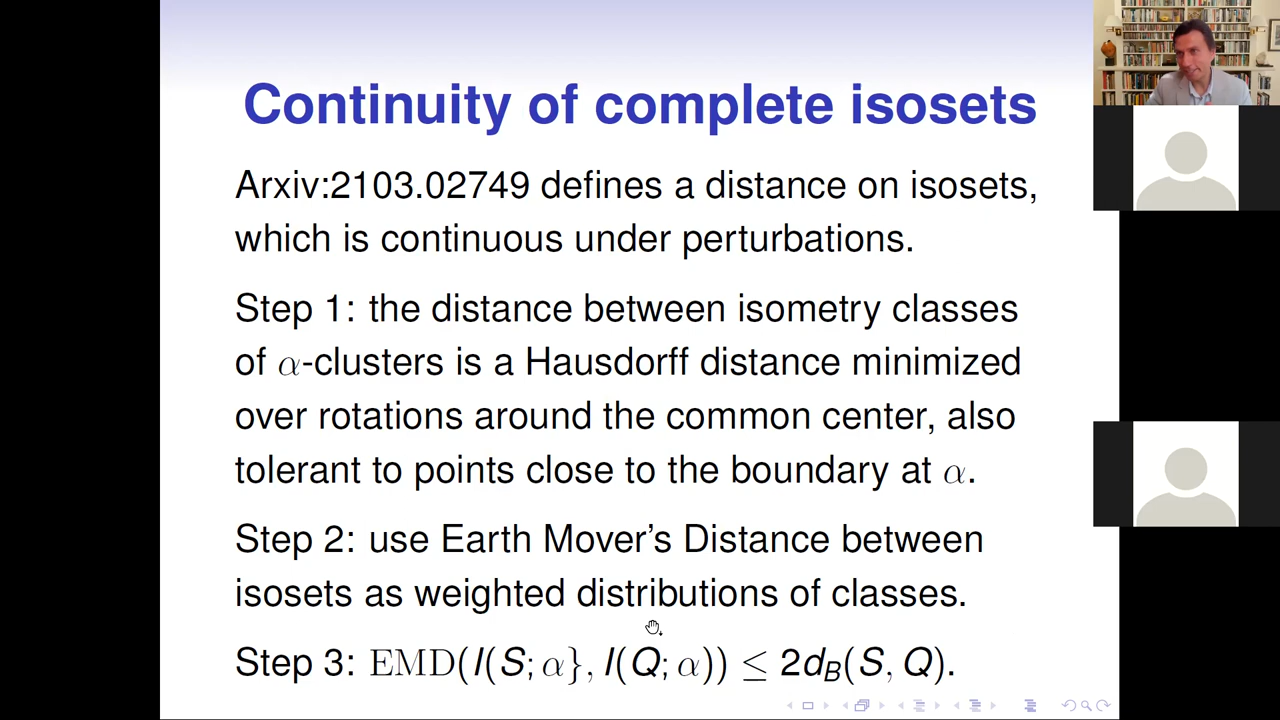 Continuity of complete isosets
Arxiv:2103.02749 defines a distance on isosets,
which is continuous under perturbations.
Step 1: the distance between isometry classes
of α-clusters is a Hausdorff distance minimized
over rotations around the common center, also
tolerant to points close to the boundary at α.
Step 2: use Earth Mover's Distance between
isosets as weighted distributions of classes.
Step 3: EMD(I(S; α}, I(Q; α)) ≤ 2d_B(S, Q).